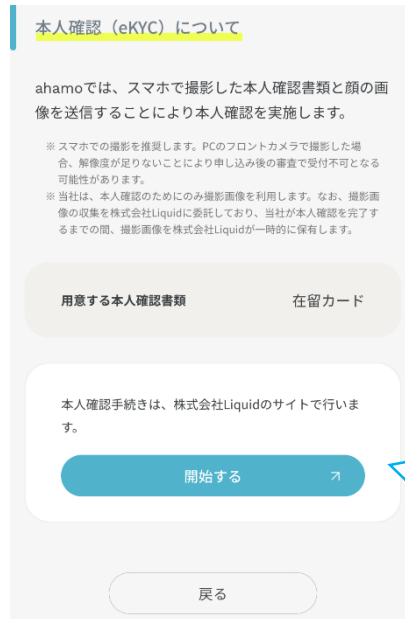 本人確認（eKYC）について
ahamoでは、スマホで撮影した本人確認書類と顔の画
像を送信することにより本人確認を実施します。
※ スマホでの撮影を推奨します。PCのフロントカメラで撮影した場
合、解像度が足りないことにより申し込み後の審査で受付不可となる
可能性があります。
※ 当社は、本人確認のためにのみ撮影画像を利用します。なお、撮影画
像の収集を株式会社Liquidに委託しており、当社が本人確認を完了す
るまでの間、撮影画像を株式会社Liquidが一時的に保有します。
用意する本人確認書類 在留カード
本人確認手続きは、株式会社Liquidのサイトで行いま
す。
開始する
戻る